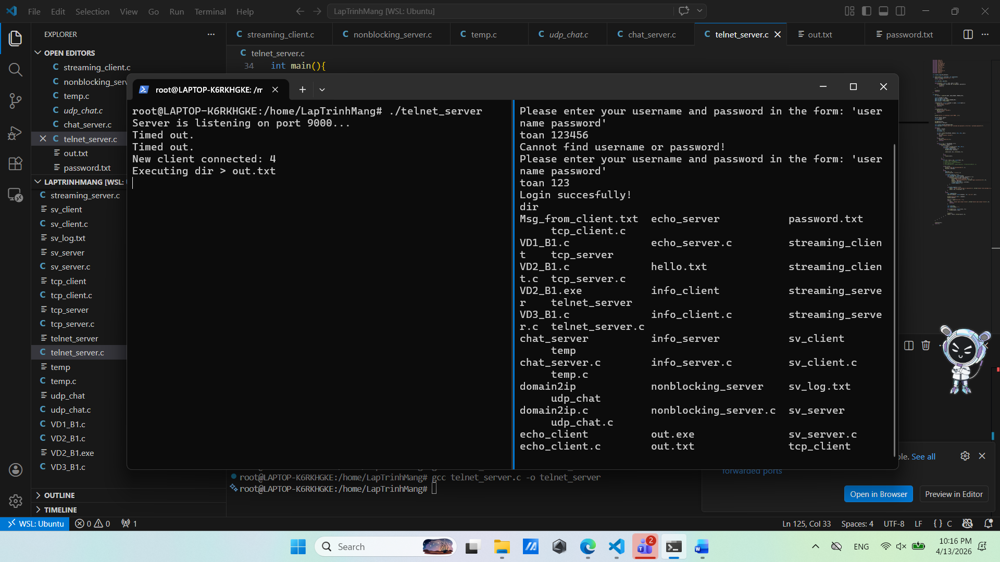 File Edit Selection View Go Run Terminal Help
LapTrinhMang [WSL: Ubuntu]
EXPLORER
OPEN EDITORS
streaming_client.c
nonblocking_serv
temp.c
udp_chat.c
chat_server.c
telnet_server.c
out.txt
password.txt
LAPTRINHMANG [WSL:
streaming_server.c
sv_client
sv_client.c
sv_log.txt
sv_server
sv_server.c
tcp_client
tcp_client.c
tcp_server
tcp_server.c
telnet_server
telnet_server.c
temp
temp.c
udp_chat
udp_chat.c
VD1_B1.c
VD2_B1.c
VD2_B1.exe
VD3_B1.c
OUTLINE
TIMELINE
streaming_client.c nonblocking_server.c temp.c udp_chat.c chat_server.c telnet_server.c out.txt password.txt
telnet_server.c
34 int main(){
root@LAPTOP-K6RKHGKE: /m
root@LAPTOP-K6RKHGKE:/home/LapTrinhMang# ./telnet_server
Server is listening on port 9000...
Timed out.
Timed out.
New client connected: 4
Executing dir > out.txt
Please enter your username and password in the form: 'user
name password'
toan 123456
Cannot find username or password!
Please enter your username and password in the form: 'user
name password'
toan 123
Login succesfully!
dir
Msg_from_client.txt echo_server password.txt
tcp_client.c
VD1_B1.c echo_server.c streaming_clien
t tcp_server
VD2_B1.c hello.txt streaming_clien
t.c tcp_server.c
VD2_B1.exe info_client streaming_serve
r telnet_server
VD3_B1.c info_client.c streaming_serve
r.c telnet_server.c
chat_server info_server sv_client
temp
chat_server.c info_server.c sv_client.c
temp.c
domain2ip nonblocking_server sv_log.txt
udp_chat
domain2ip.c nonblocking_server.c sv_server
udp_chat.c
echo_client out.exe sv_server.c
echo_client.c out.txt tcp_client
ble. See all
forwarded ports
Open in Browser Preview in Editor
root@LAPTOP-K6RKHGKE:/home/LapTrinhMang# gcc telnet_server.c -o telnet_server
root@LAPTOP-K6RKHGKE:/home/LapTrinhMang#
WSL: Ubuntu 0 0 1 Ln 125, Col 33 Spaces: 4 UTF-8 LF {} C
Search 2 ENG 10:16 PM
4/13/2026